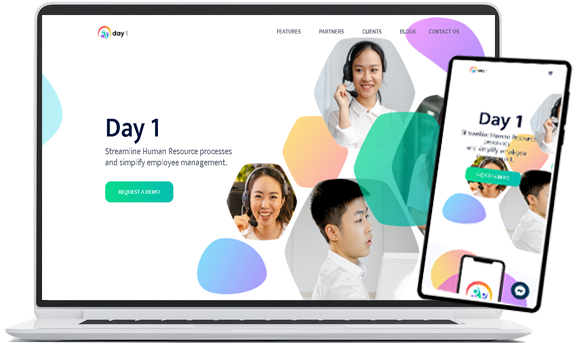 day 1
FEATURES PARTNERS CLIENTS BLOGS CONTACT US
Day 1
Streamline Human Resource processes
and simplify employee management.
REQUEST A DEMO
day 1
Day 1
Streamline Human Resource
processes
and simplify employee
management.
REQUEST A DEMO